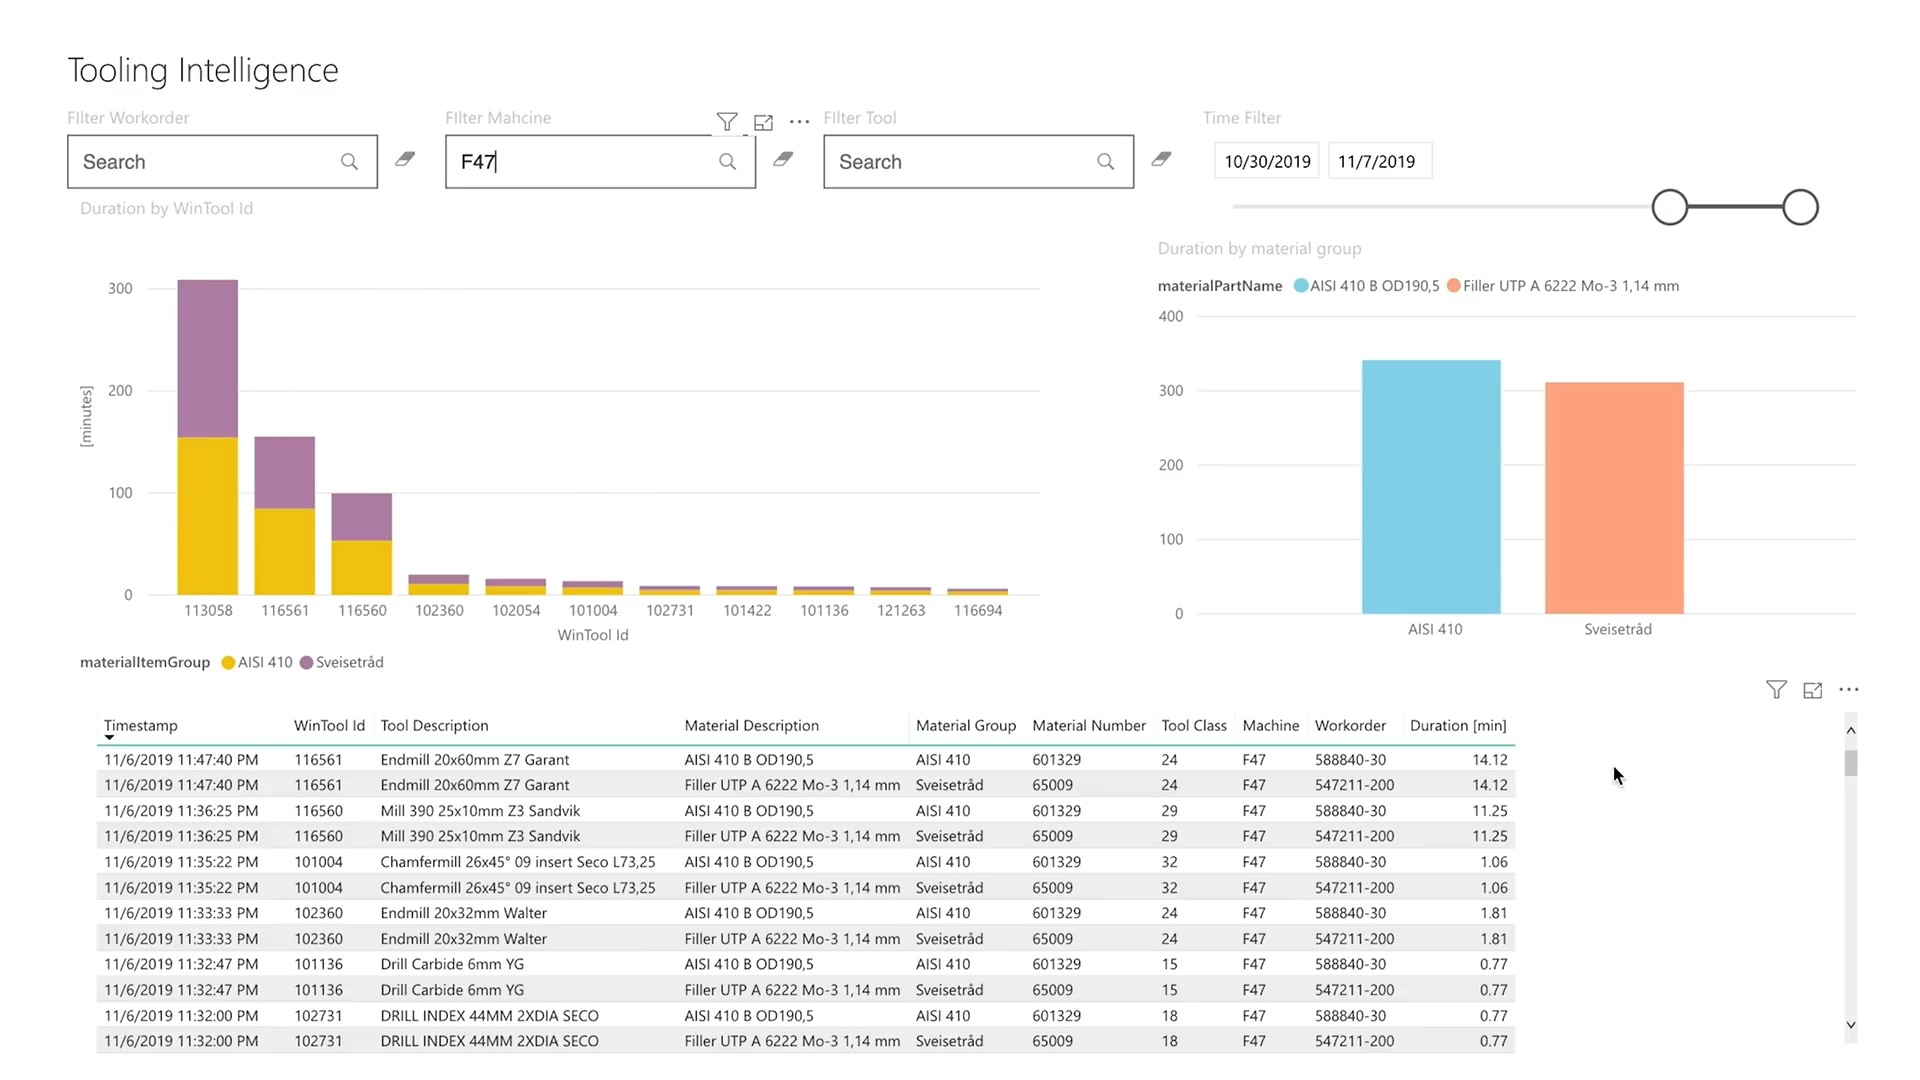 Tooling Intelligence
FIlter Workorder
FIlter Mahcine
FIlter Tool
Time Filter
Search
F47
Search
10/30/2019
11/7/2019
Duration by WinTool Id
300
200
100
0
[minutes]
113058 116561 116560 102360 102054 101004 102731 101422 101136 121263 116694
WinTool Id
materialItemGroup AISI 410 Sveisetråd
Duration by material group
materialPartName AISI 410 B OD190,5 Filler UTP A 6222 Mo-3 1,14 mm
400
300
200
100
0
AISI 410 Sveisetråd
Timestamp WinTool Id Tool Description Material Description Material Group Material Number Tool Class Machine Workorder Duration [min]
11/6/2019 11:47:40 PM 116561 Endmill 20x60mm Z7 Garant AISI 410 B OD190,5 AISI 410 601329 24 F47 588840-30 14.12
11/6/2019 11:47:40 PM 116561 Endmill 20x60mm Z7 Garant Filler UTP A 6222 Mo-3 1,14 mm Sveisetråd 65009 24 F47 547211-200 14.12
11/6/2019 11:36:25 PM 116560 Mill 390 25x10mm Z3 Sandvik AISI 410 B OD190,5 AISI 410 601329 29 F47 588840-30 11.25
11/6/2019 11:36:25 PM 116560 Mill 390 25x10mm Z3 Sandvik Filler UTP A 6222 Mo-3 1,14 mm Sveisetråd 65009 29 F47 547211-200 11.25
11/6/2019 11:35:22 PM 101004 Chamfermill 26x45° 09 insert Seco L73,25 AISI 410 B OD190,5 AISI 410 601329 32 F47 588840-30 1.06
11/6/2019 11:35:22 PM 101004 Chamfermill 26x45° 09 insert Seco L73,25 Filler UTP A 6222 Mo-3 1,14 mm Sveisetråd 65009 32 F47 547211-200 1.06
11/6/2019 11:33:33 PM 102360 Endmill 20x32mm Walter AISI 410 B OD190,5 AISI 410 601329 24 F47 588840-30 1.81
11/6/2019 11:33:33 PM 102360 Endmill 20x32mm Walter Filler UTP A 6222 Mo-3 1,14 mm Sveisetråd 65009 24 F47 547211-200 1.81
11/6/2019 11:32:47 PM 101136 Drill Carbide 6mm YG AISI 410 B OD190,5 AISI 410 601329 15 F47 588840-30 0.77
11/6/2019 11:32:47 PM 101136 Drill Carbide 6mm YG Filler UTP A 6222 Mo-3 1,14 mm Sveisetråd 65009 15 F47 547211-200 0.77
11/6/2019 11:32:00 PM 102731 DRILL INDEX 44MM 2XDIA SECO AISI 410 B OD190,5 AISI 410 601329 18 F47 588840-30 0.77
11/6/2019 11:32:00 PM 102731 DRILL INDEX 44MM 2XDIA SECO Filler UTP A 6222 Mo-3 1,14 mm Sveisetråd 65009 18 F47 547211-200 0.77